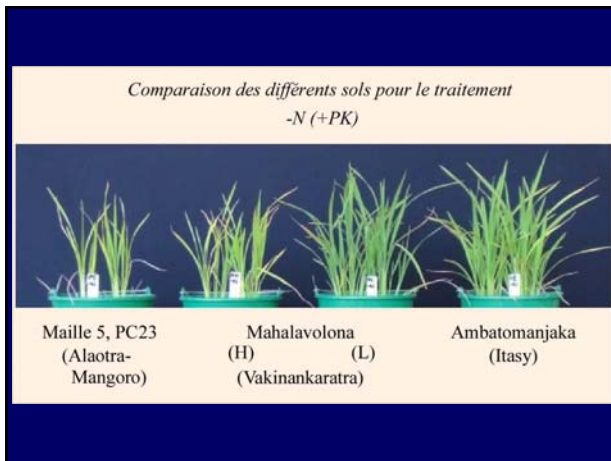 Comparaison des différents sols pour le traitement
-N (+PK)
Maille 5, PC23
(Alaotra-
Mangoro)
Mahalavolona
(H) (L)
(Vakinankaratra)
Ambatomanjaka
(Itasy)